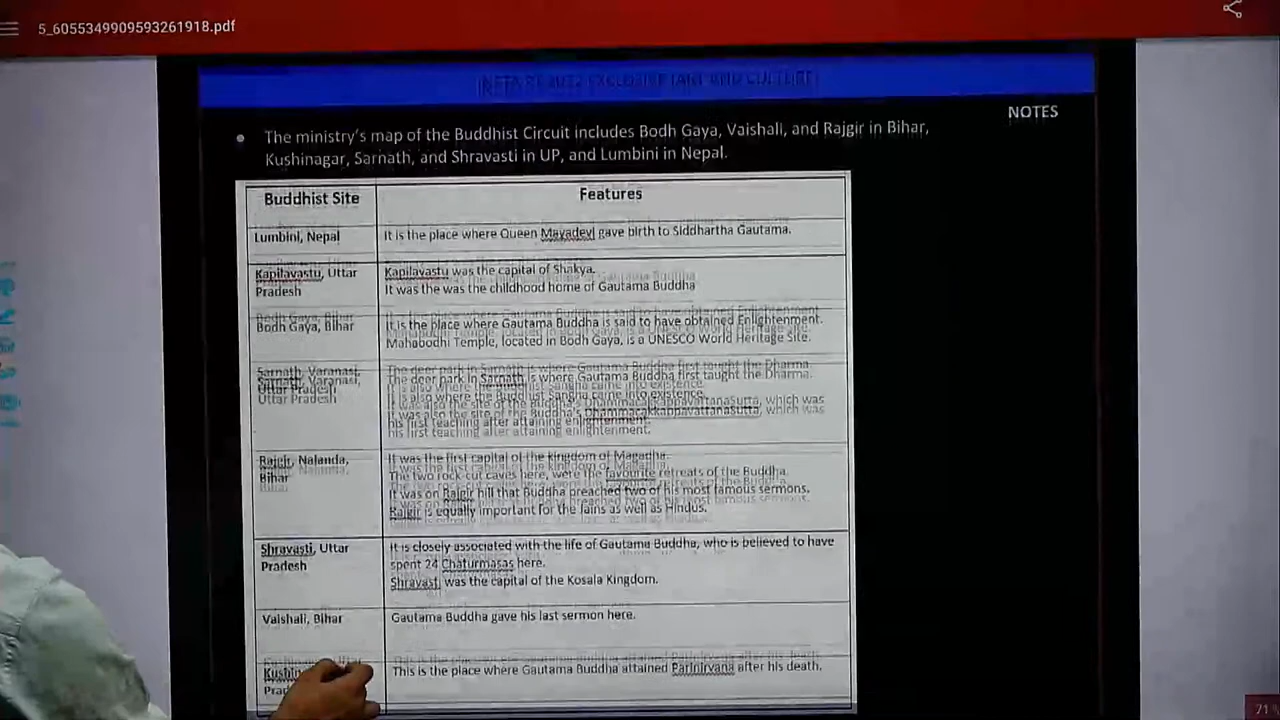 5_6055349909593261918.pdf
NOTES
The ministry's map of the Buddhist Circuit includes Bodh Gaya, Vaishali, and Rajgir in Bihar,
Kushinagar, Sarnath, and Shravasti in UP, and Lumbini in Nepal.
Buddhist Site Features
Lumbini, Nepal It is the place where Queen Mayadevi gave birth to Siddhartha Gautama.
Kapilavastu, Uttar Kapilavastu was the capital of Shakya.
Pradesh It was the was the childhood home of Gautama Buddha
Bodh Gaya, Bihar It is the place where Gautama Buddha is said to have obtained Enlightenment.
Mahabodhi Temple, located in Bodh Gaya, is a UNESCO World Heritage Site.
Sarnath, Varanasi, The deer park in Sarnath is where Gautama Buddha first taught the Dharma.
Uttar Pradesh It is also where the Buddhist Sangha came into existence.
It was also the site of the Buddha's DhammacakkappavattanaSutta, which was
his first teaching after attaining enlightenment.
Rajgir, Nalanda, It was the first capital of the kingdom of Magadha.
Bihar The two rock-cut caves here, were the favourite retreats of the Buddha.
It was on Rajgir hill that Buddha preached two of his most famous sermons.
Rajgir is equally important for the Jains as well as Hindus.
Shravasti, Uttar It is closely associated with the life of Gautama Buddha, who is believed to have
Pradesh spent 24 Chaturmasas here.
Shravasti was the capital of the Kosala Kingdom.
Vaishali, Bihar Gautama Buddha gave his last sermon here.
This is the place where Gautama Buddha attained Parinirvana after his death.
71